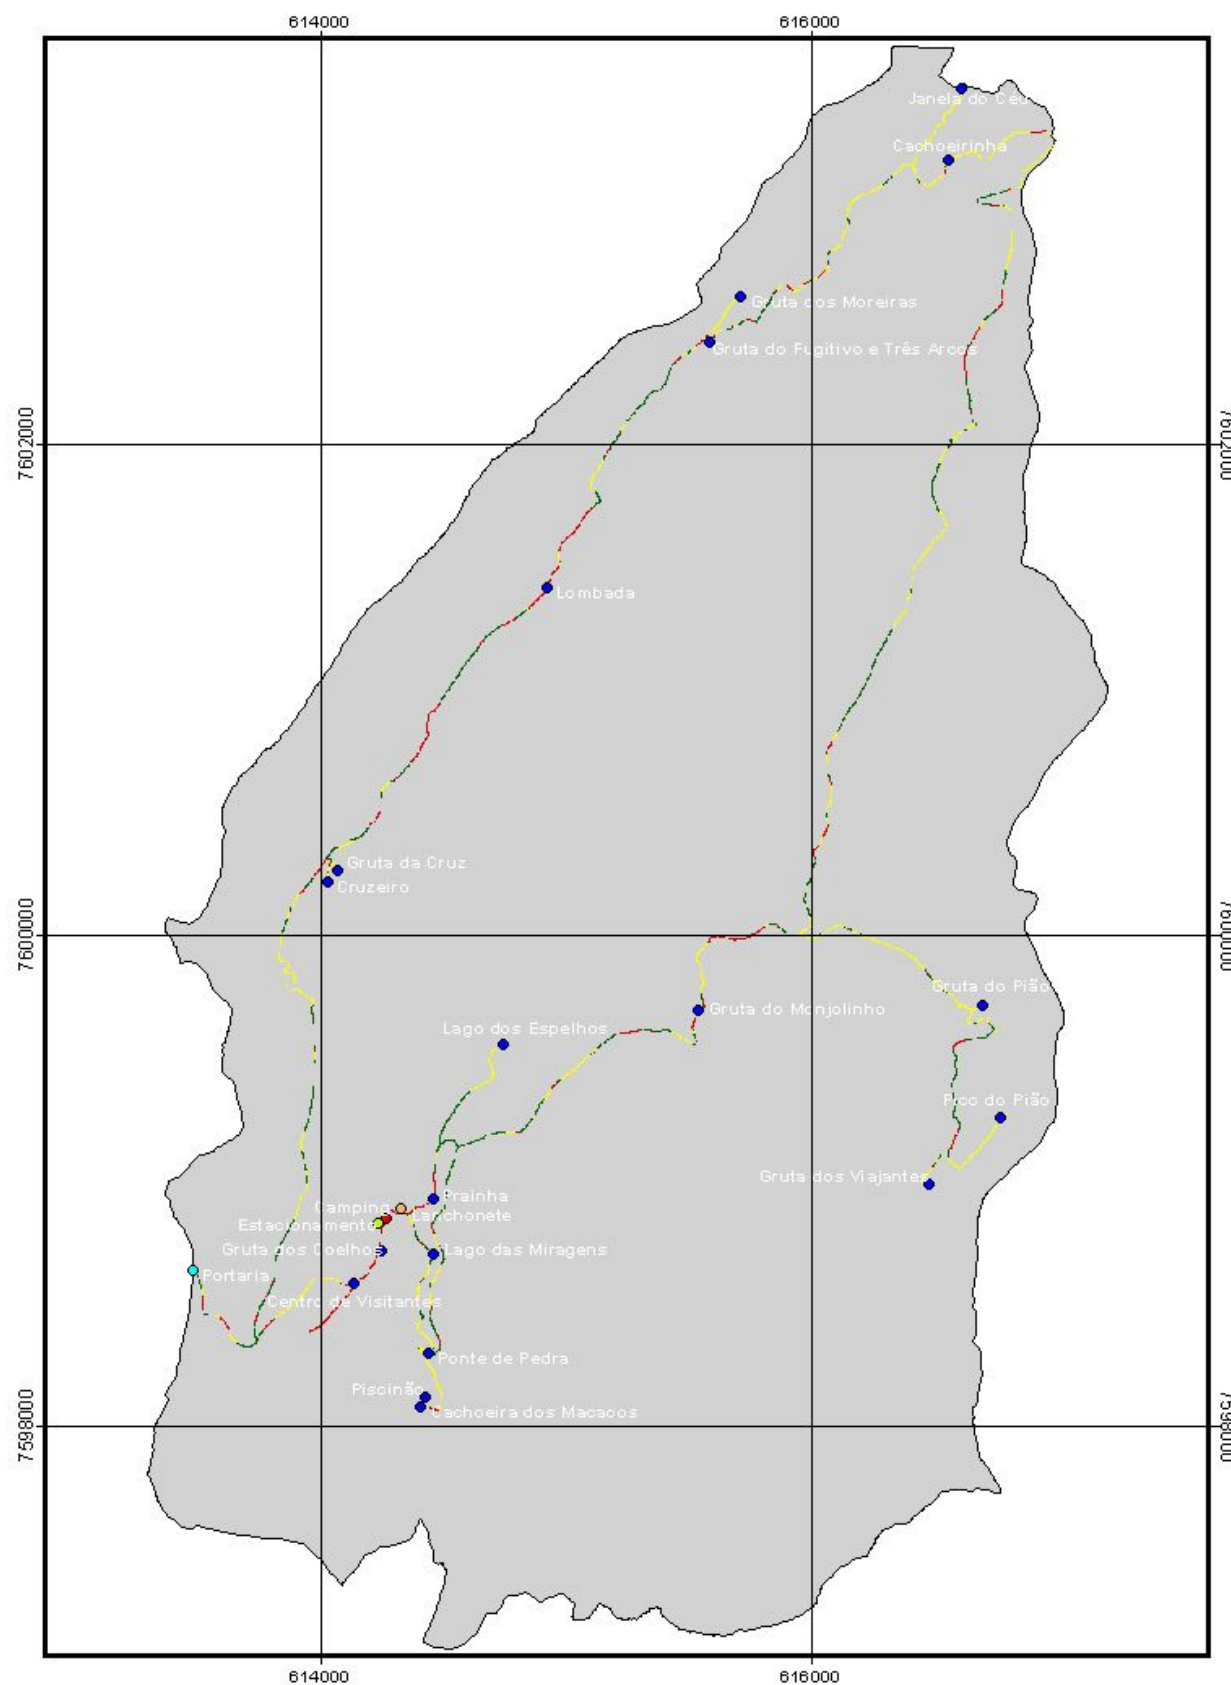 614000
616000
Janela do Céu
Cachoeirinha
Gruta dos Moreiras
Gruta do Fugitivo e Três Arcos
7602000
7602000
Lombada
Gruta da Cruz
Cruzeiro
7600000
7600000
Gruta do Pião
Gruta do Monjolinho
Lago dos Espelhos
Pico do Pião
Gruta dos Viajantes
Prainha
Camping
Lanchonete
Estacionamento
Gruta dos Coelhos
Lago das Miragens
Portaria
Centro de Visitantes
Ponte de Pedra
Piscinão
Cachoeira dos Macacos
7598000
7598000
614000
616000